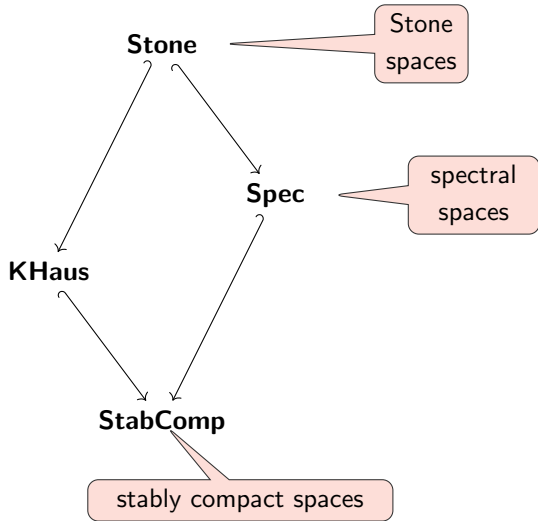 Stone
Stone
spaces
Spec
spectral
spaces
KHaus
StabComp
stably compact spaces